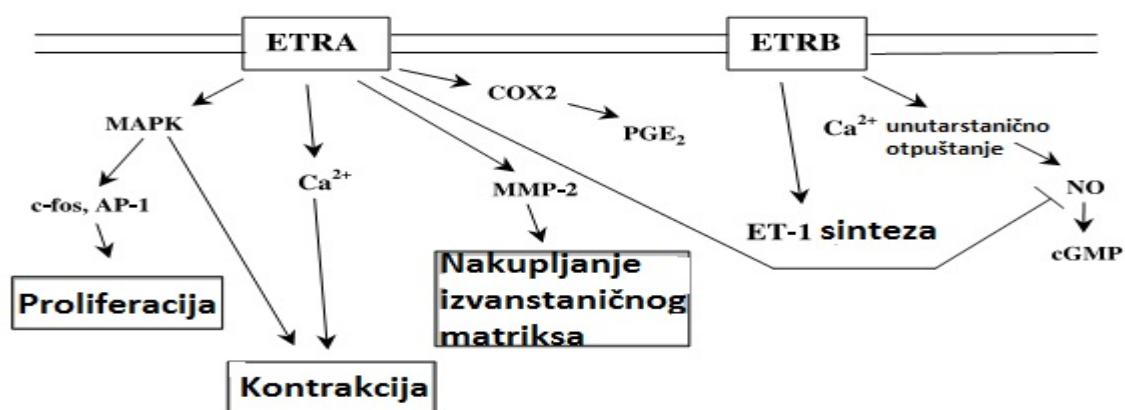 ETRA
ETRB
COX2
PGE₂
MAPK
Ca²⁺ unutarstanično
otpuštanje
c-fos, AP-1
Ca²⁺
MMP-2
NO
ET-1 sinteza
cGMP
Proliferacija
Nakupljanje
izvanstaničnog
matriksa
Kontrakcija